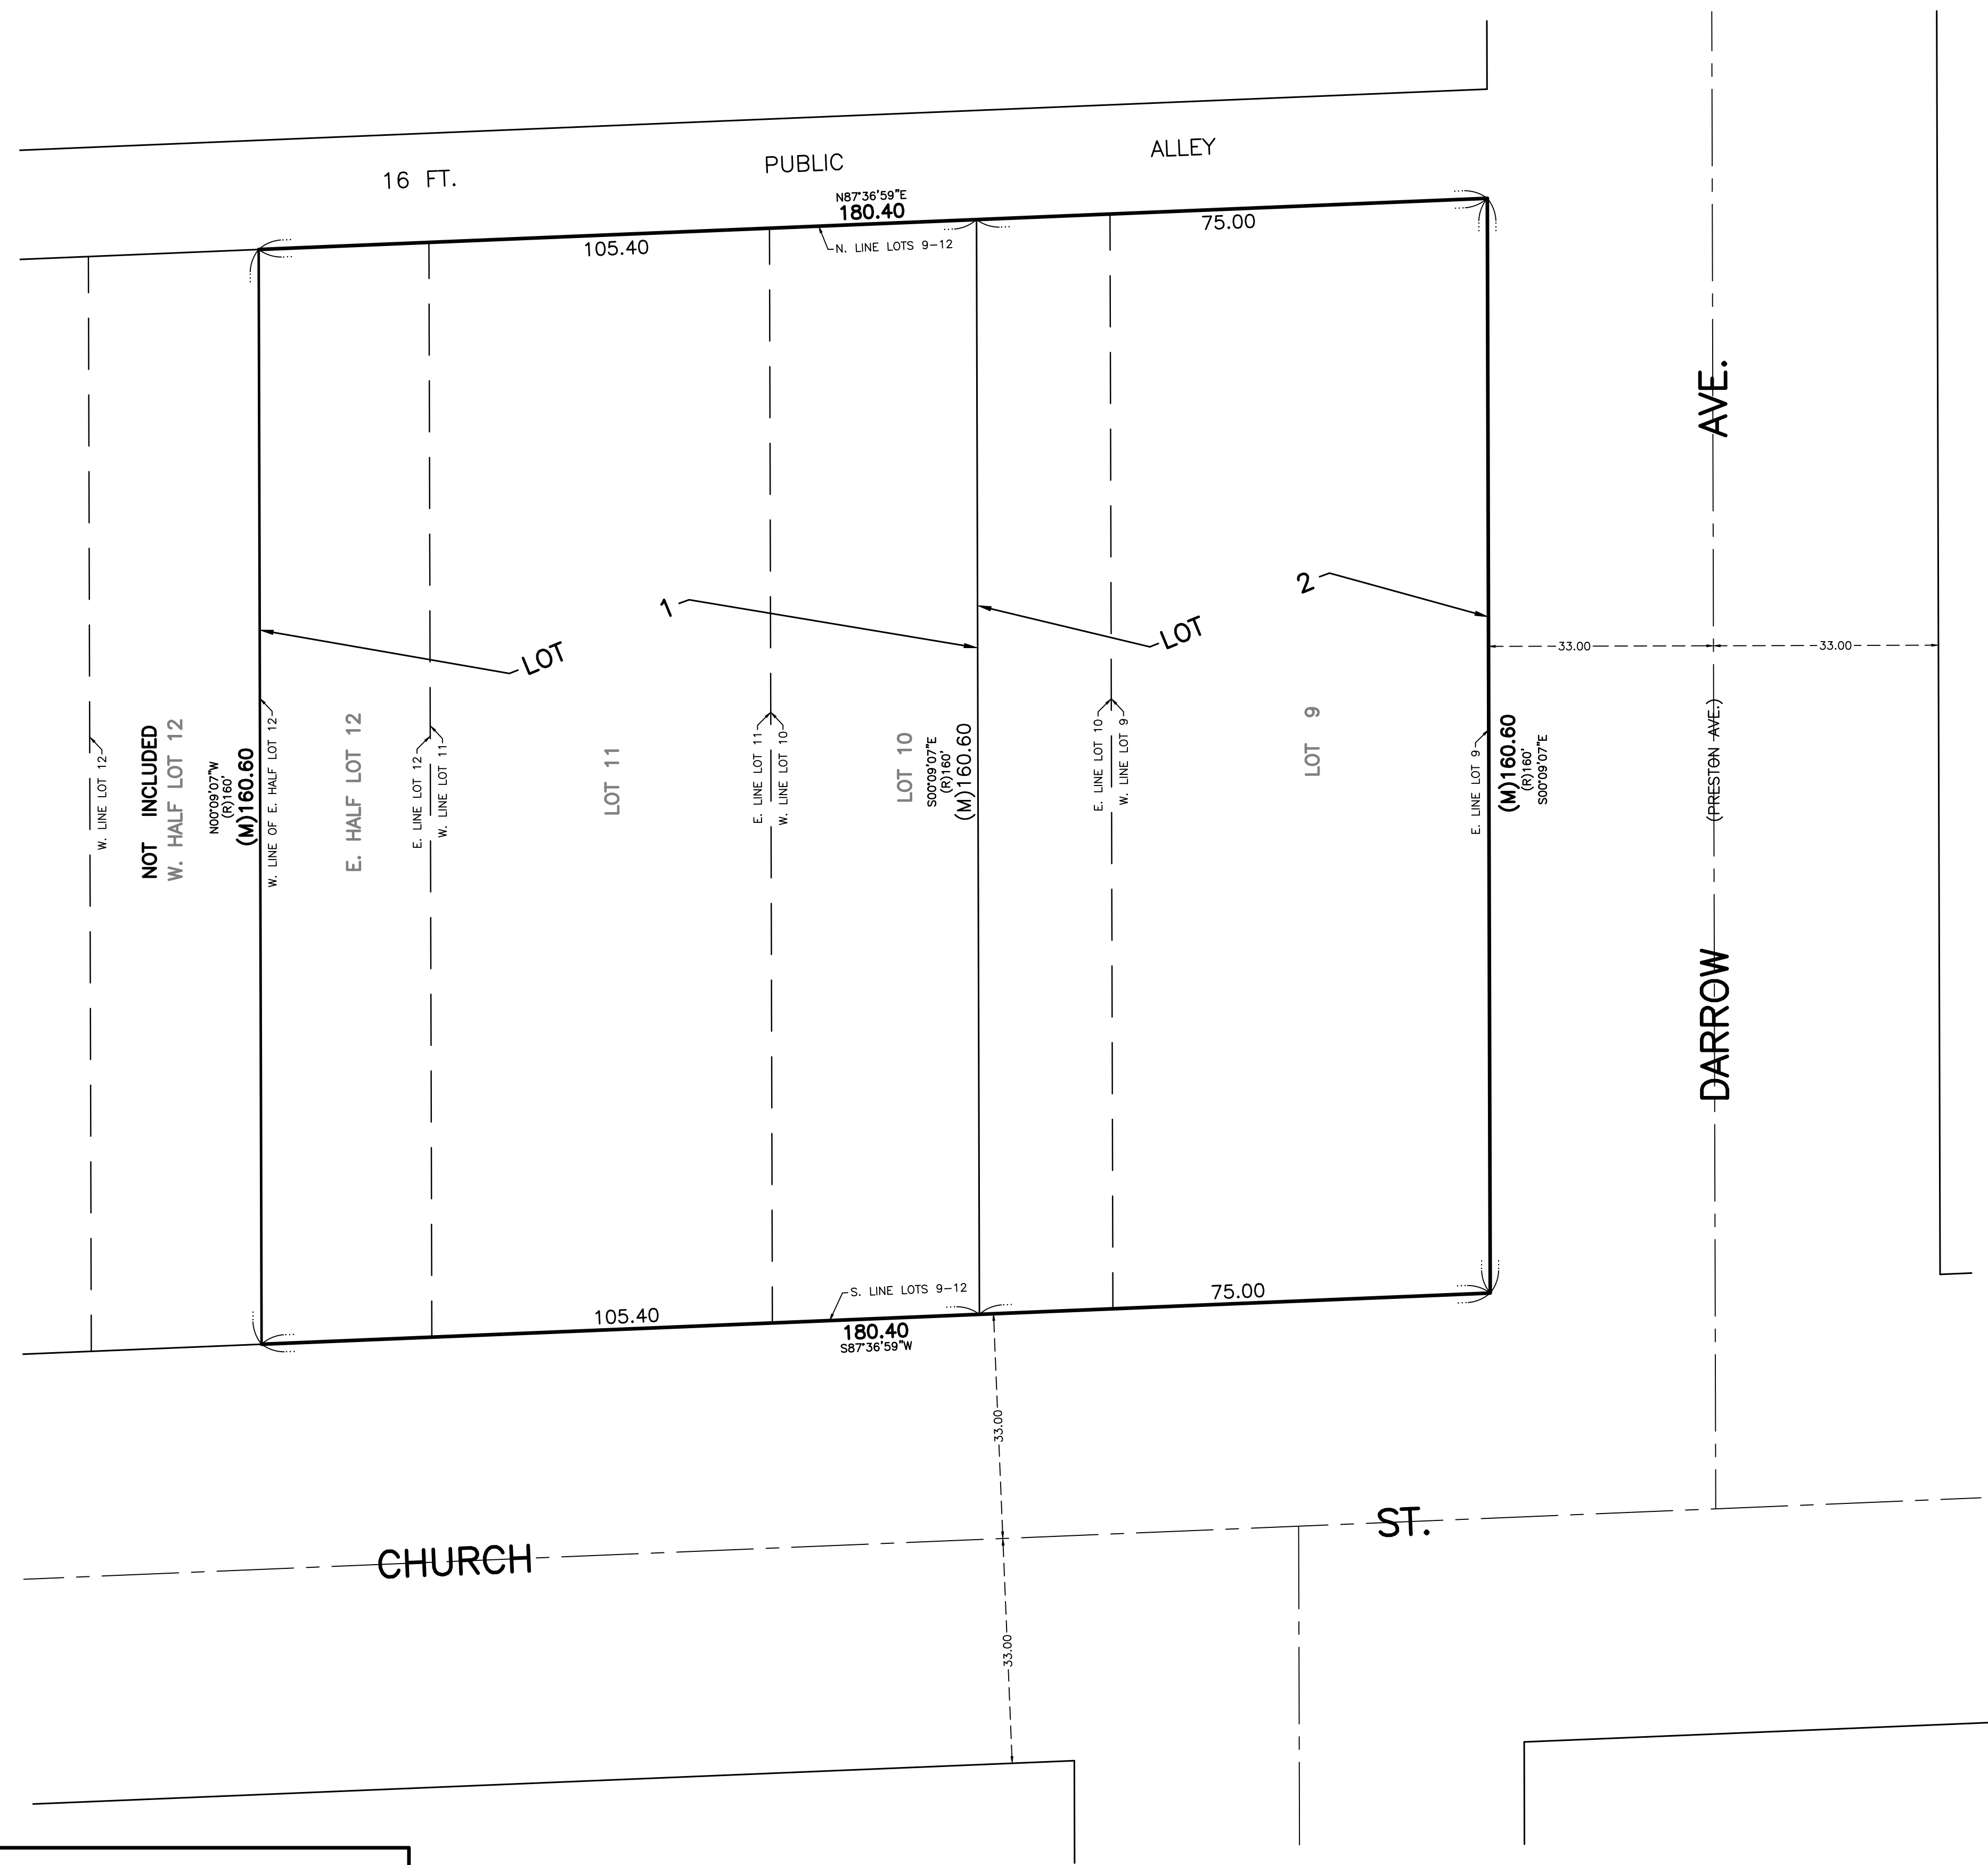 16 FT. PUBLIC ALLEY
N87°36'59"E
180.40
105.40
75.00
N. LINE LOTS 9-12
AVE.
1
2
LOT
LOT
33.00
33.00
W. LINE LOT 12
NOT INCLUDED
W. HALF LOT 12
N00°09'07"W
(R)160'
(M)160.60
W. LINE OF E. HALF LOT 12
E. HALF LOT 12
E. LINE LOT 12
W. LINE LOT 11
LOT 11
E. LINE LOT 11
W. LINE LOT 10
LOT 10
S00°09'07"E
(R)160'
(M)160.60
E. LINE LOT 10
W. LINE LOT 9
LOT 9
E. LINE LOT 9
(M)160.60
(R)160'
S00°09'07"E
(PRESTON AVE.)
DARROW
S. LINE LOTS 9-12
105.40
75.00
180.40
S87°36'59"W
33.00
CHURCH ST.
33.00